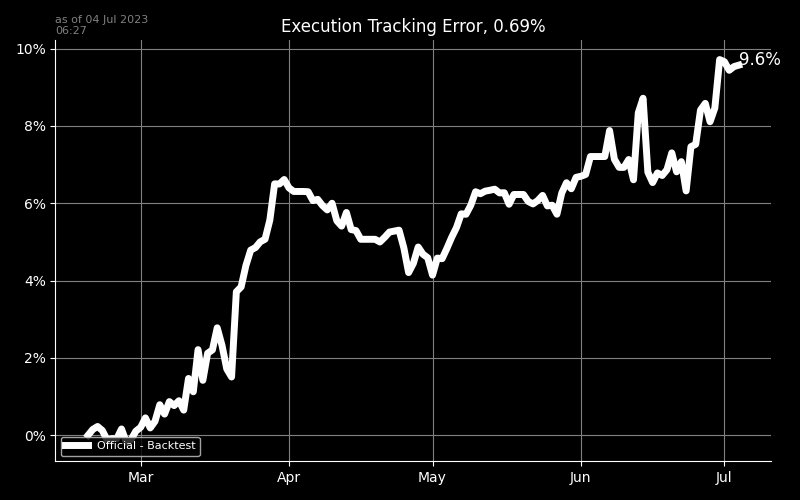 as of 04 Jul 2023
06:27
Execution Tracking Error, 0.69%
10%
9.6%
8%
6%
4%
2%
0%
Official - Backtest
Mar Apr May Jun Jul